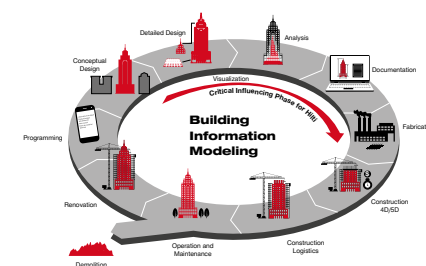 Detailed Design
Analysis
Conceptual
Design
Documentation
Visualization
Critical Influencing Phase for Hilti
Building
Information
Modeling
Programming
Fabricat
Renovation
Construction
4D/5D
Operation and
Maintenance
Construction
Logistics
Demolition